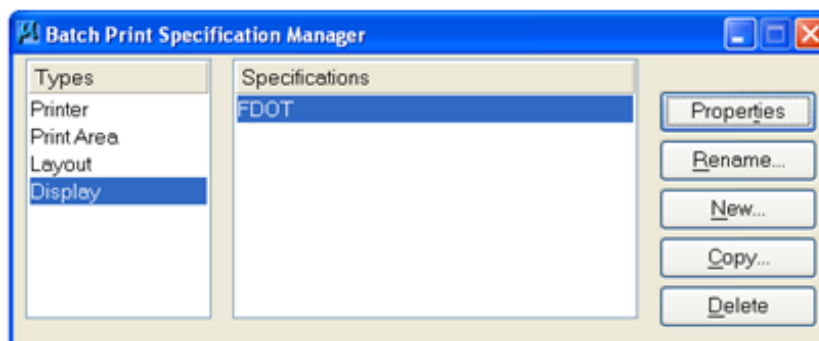 Batch Print Specification Manager
Types
Specifications
Printer
FDOT
Print Area
Layout
Display
Properties
Rename...
New...
Copy...
Delete